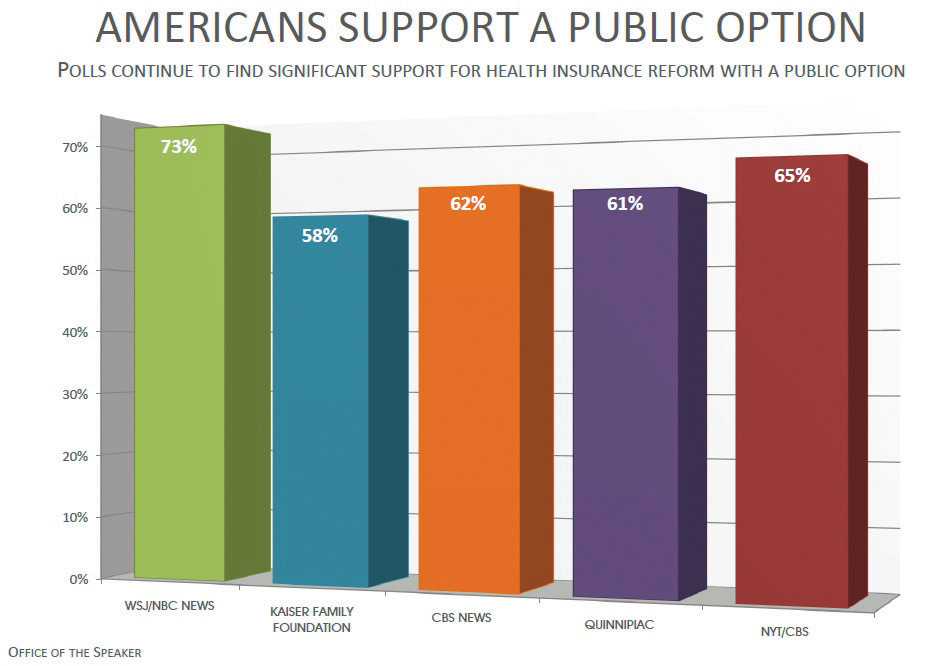 AMERICANS SUPPORT A PUBLIC OPTION
POLLS CONTINUE TO FIND SIGNIFICANT SUPPORT FOR HEALTH INSURANCE REFORM WITH A PUBLIC OPTION
73%
58%
62%
61%
65%
70%
60%
50%
40%
30%
20%
10%
0%
WSJ/NBC NEWS
KAISER FAMILY
FOUNDATION
CBS NEWS
QUINNIPIAC
NYT/CBS
OFFICE OF THE SPEAKER